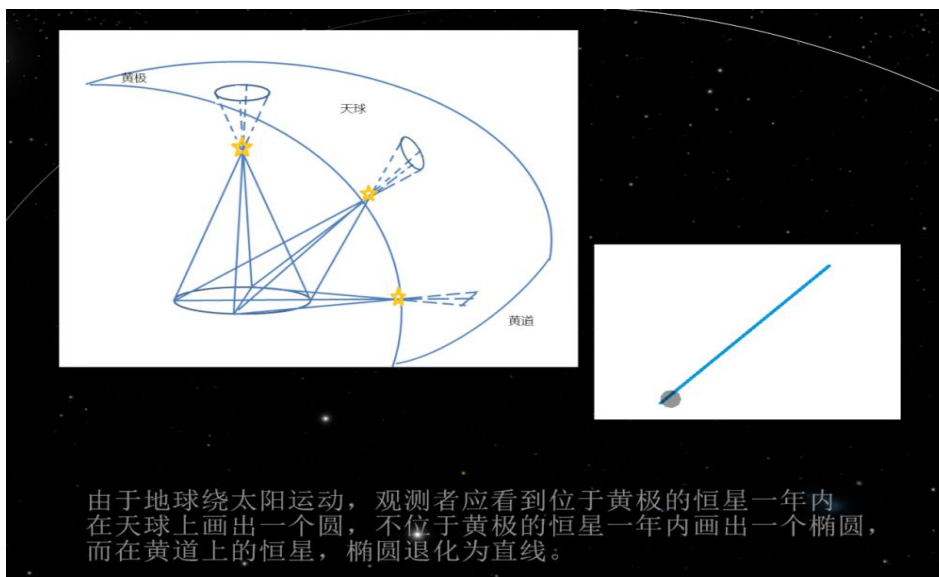 黄极
天球
黄道
由于地球绕太阳运动，观测者应看到位于黄极的恒星一年内
在天球上画出一个圆，不位于黄极的恒星一年内画出一个椭圆，
而在黄道上的恒星，椭圆退化为直线。